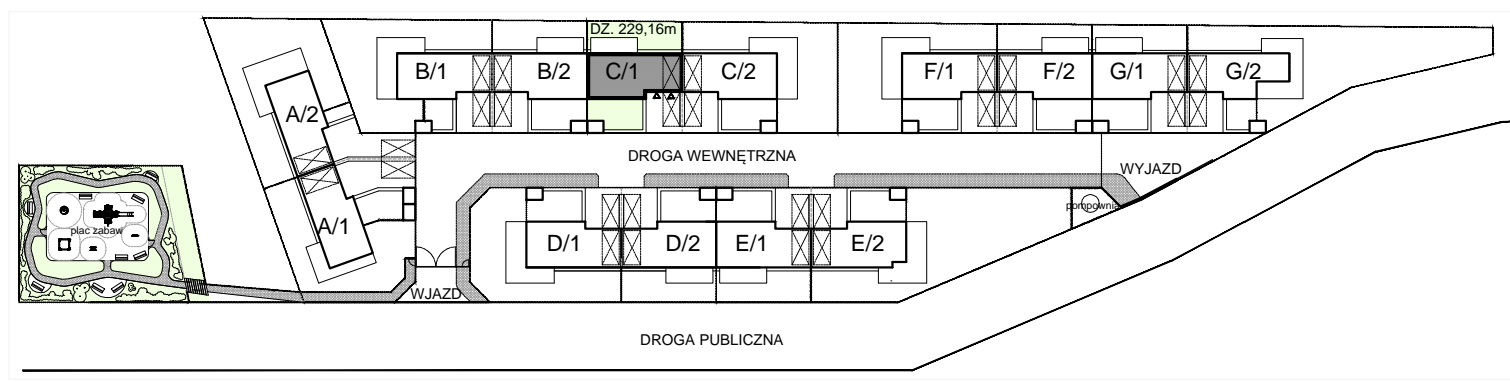 DZ. 229,16m
B/1
B/2
C/1
C/2
F/1
F/2
G/1
G/2
A/2
DROGA WEWNĘTRZNA
WYJAZD
pompownia
A/1
plac zabaw
D/1
D/2
E/1
E/2
WJAZD
DROGA PUBLICZNA